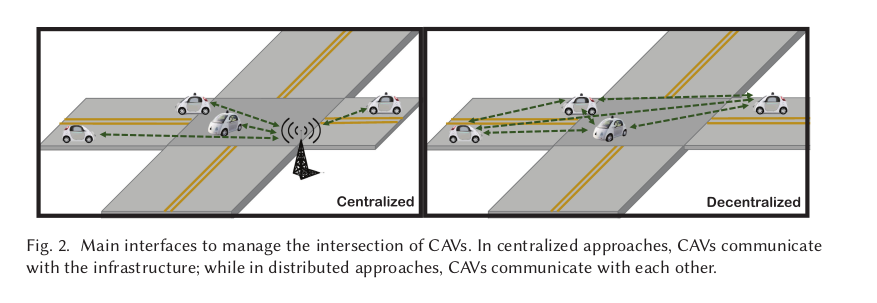 Centralized
Decentralized
Fig. 2. Main interfaces to manage the intersection of CAVs. In centralized approaches, CAVs communicate
with the infrastructure; while in distributed approaches, CAVs communicate with each other.